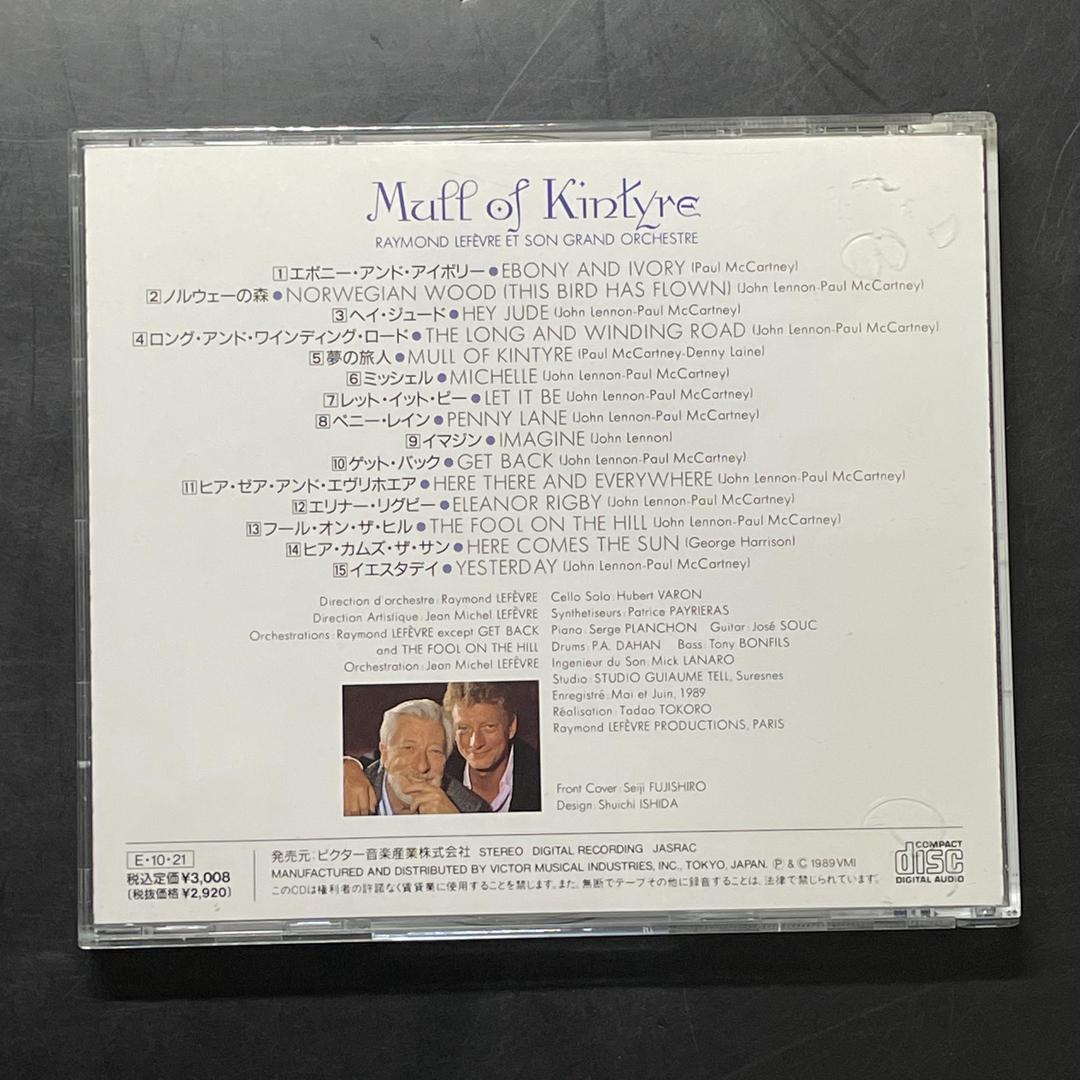 Mull of Kintyre
RAYMOND LEFÈVRE ET SON GRAND ORCHESTRE
1 エボニー・アンド・アイボリー●EBONY AND IVORY (Paul McCartney)
2 ノルウェーの森●NORWEGIAN WOOD (THIS BIRD HAS FLOWN) (John Lennon-Paul McCartney)
3 ヘイ・ジュード●HEY JUDE (John Lennon-Paul McCartney)
4 ロング・アンド・ワインディング・ロード●THE LONG AND WINDING ROAD (John Lennon-Paul McCartney)
5 夢の旅人●MULL OF KINTYRE (Paul McCartney-Denny Laine)
6 ミッシェル●MICHELLE (John Lennon-Paul McCartney)
7 レット・イット・ビー●LET IT BE (John Lennon-Paul McCartney)
8 ペニー・レイン●PENNY LANE (John Lennon-Paul McCartney)
9 イマジン●IMAGINE (John Lennon)
10 ゲット・バック●GET BACK (John Lennon-Paul McCartney)
11 ヒア・ゼア・アンド・エヴリホエア●HERE THERE AND EVERYWHERE (John Lennon-Paul McCartney)
12 エリナー・リグビー●ELEANOR RIGBY (John Lennon-Paul McCartney)
13 フール・オン・ザ・ヒル●THE FOOL ON THE HILL (John Lennon-Paul McCartney)
14 ヒア・カムズ・ザ・サン●HERE COMES THE SUN (George Harrison)
15 イエスタデイ●YESTERDAY (John Lennon-Paul McCartney)
Direction d'orchestre: Raymond LEFÈVRE
Direction Artislique: Jean Michel LEFÈVRE
Orchestrations: Raymond LEFÈVRE except GET BACK
and THE FOOL ON THE HILL
Orchestration: Jean Michel LEFÈVRE
Cello Solo: Hubert VARON
Synthetiseurs: Patrice PAYRIERAS
Piano: Serge PLANCHON Guitar: José SOUC
Drums: P.A. DAHAN Bass: Tony BONFILS
Ingenieur du Son: Mick LANARO
Studio: STUDIO GUIAUME TELL, Suresnes
Enregistré: Mai et Juin, 1989
Réalisation: Tadao TOKORO
Raymond LEFÈVRE PRODUCTIONS, PARIS
Front Cover: Seiji FUJISHIRO
Design: Shuichi ISHIDA
E・10・21
税込定価¥3,008
(税抜価格 ¥2,920)
発売元:ビクター音楽産業株式会社 STEREO DIGITAL RECORDING JASRAC
MANUFACTURED AND DISTRIBUTED BY VICTOR MUSICAL INDUSTRIES, INC., TOKYO, JAPAN. Ⓟ & Ⓒ 1989 VMI
このCDは権利者の許諾なく賃貸業に使用することを禁じます。また、無断でテープその他に録音することは、法律で禁じられています。
COMPACT
disc
DIGITAL AUDIO